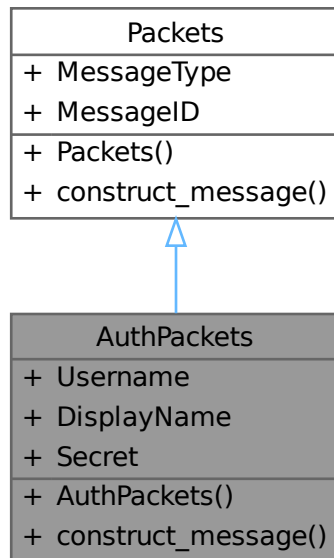 Packets
+ MessageType
+ MessageID
+ Packets()
+ construct_message()
AuthPackets
+ Username
+ DisplayName
+ Secret
+ AuthPackets()
+ construct_message()